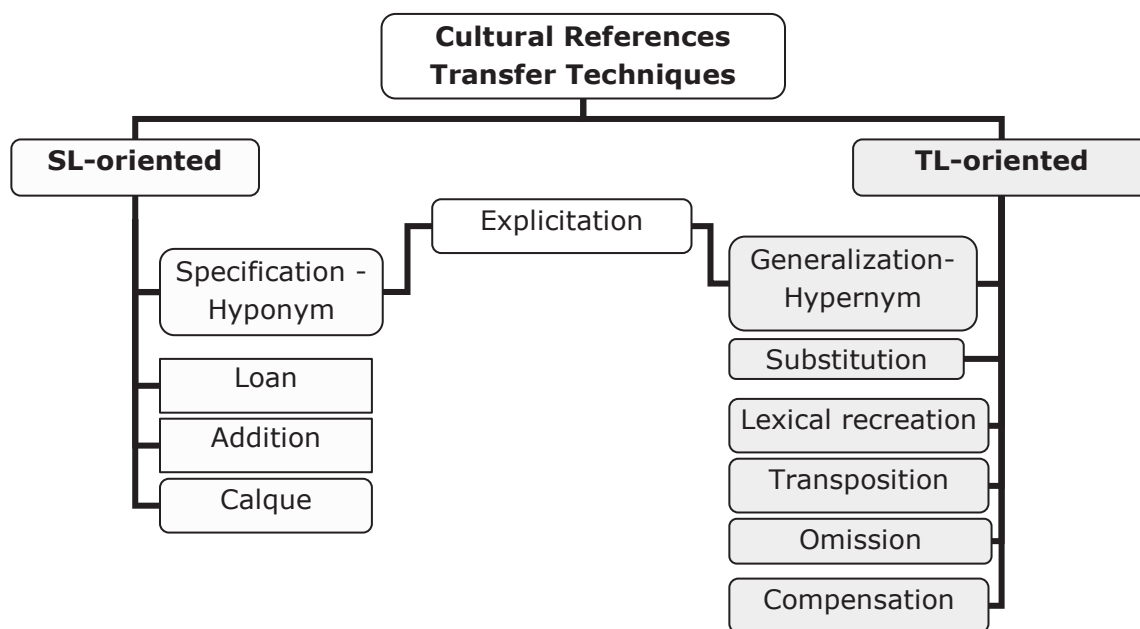 Cultural References
Transfer Techniques
SL-oriented
TL-oriented
Explicitation
Specification -
Hyponym
Generalization-
Hypernym
Loan
Addition
Calque
Substitution
Lexical recreation
Transposition
Omission
Compensation